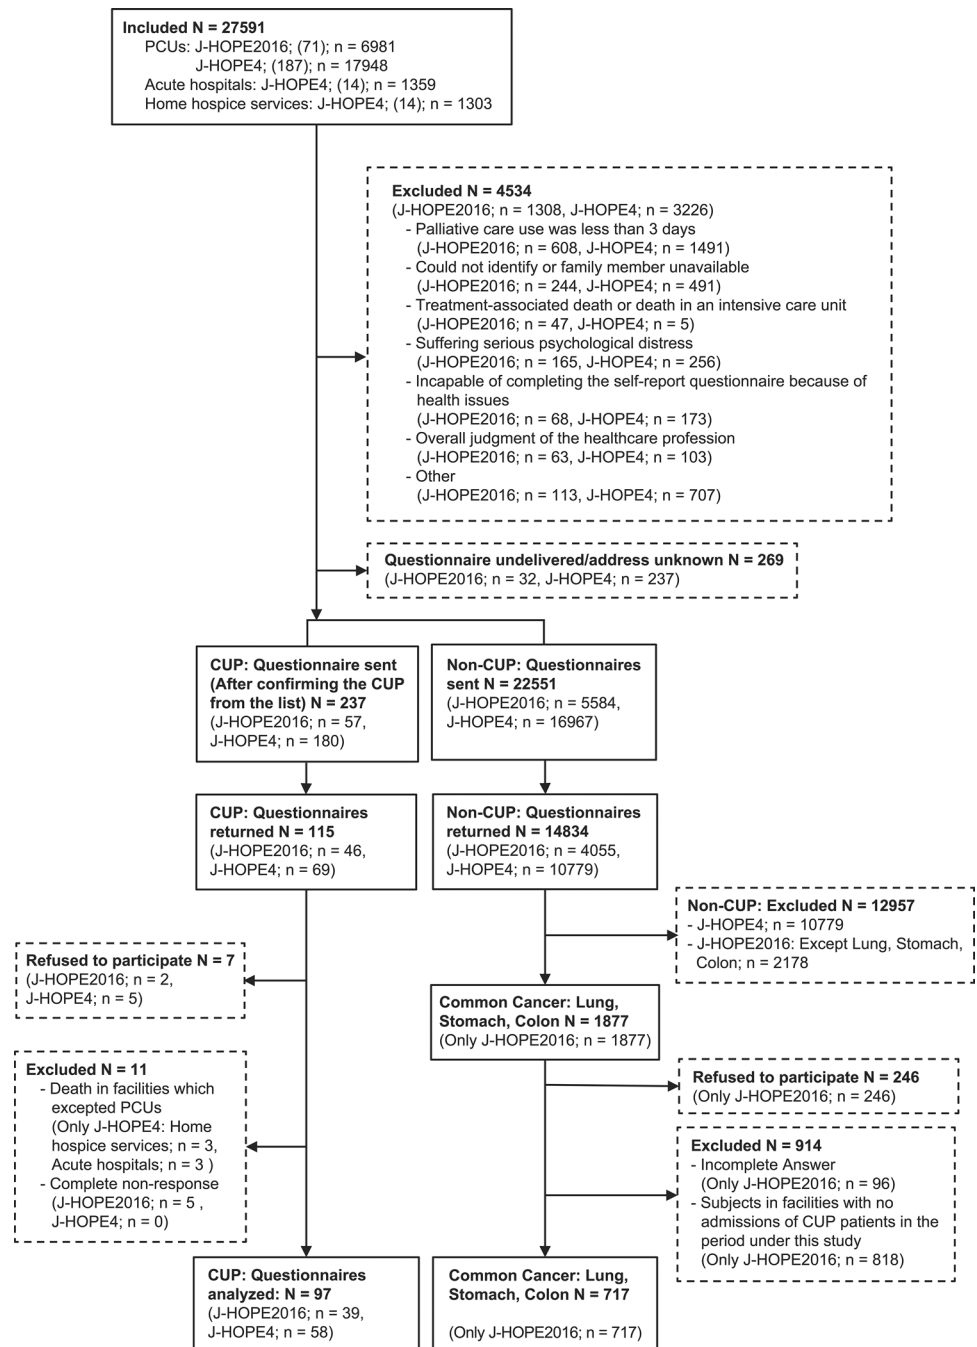 Included N = 27591
PCUs: J-HOPE2016; (71); n = 6981
J-HOPE4; (187); n = 17948
Acute hospitals: J-HOPE4; (14); n = 1359
Home hospice services: J-HOPE4; (14); n = 1303
Excluded N = 4534
(J-HOPE2016; n = 1308, J-HOPE4; n = 3226)
- Palliative care use was less than 3 days
(J-HOPE2016; n = 608, J-HOPE4; n = 1491)
- Could not identify or family member unavailable
(J-HOPE2016; n = 244, J-HOPE4; n = 491)
- Treatment-associated death or death in an intensive care unit
(J-HOPE2016; n = 47, J-HOPE4; n = 5)
- Suffering serious psychological distress
(J-HOPE2016; n = 165, J-HOPE4; n = 256)
- Incapable of completing the self-report questionnaire because of
health issues
(J-HOPE2016; n = 68, J-HOPE4; n = 173)
- Overall judgment of the healthcare profession
(J-HOPE2016; n = 63, J-HOPE4; n = 103)
- Other
(J-HOPE2016; n = 113, J-HOPE4; n = 707)
Questionnaire undelivered/address unknown N = 269
(J-HOPE2016; n = 32, J-HOPE4; n = 237)
CUP: Questionnaire sent
(After confirming the CUP
from the list) N = 237
(J-HOPE2016; n = 57,
J-HOPE4; n = 180)
Non-CUP: Questionnaires
sent N = 22551
(J-HOPE2016; n = 5584,
J-HOPE4; n = 16967)
CUP: Questionnaires
returned N = 115
(J-HOPE2016; n = 46,
J-HOPE4; n = 69)
Non-CUP: Questionnaires
returned N = 14834
(J-HOPE2016; n = 4055,
J-HOPE4; n = 10779)
Non-CUP: Excluded N = 12957
- J-HOPE4; n = 10779
- J-HOPE2016: Except Lung, Stomach,
Colon; n = 2178
Refused to participate N = 7
(J-HOPE2016; n = 2,
J-HOPE4; n = 5)
Common Cancer: Lung,
Stomach, Colon N = 1877
(Only J-HOPE2016; n = 1877)
Excluded N = 11
- Death in facilities which
excepted PCUs
(Only J-HOPE4: Home
hospice services; n = 3,
Acute hospitals; n = 3 )
- Complete non-response
(J-HOPE2016; n = 5 ,
J-HOPE4; n = 0)
Refused to participate N = 246
(Only J-HOPE2016; n = 246)
Excluded N = 914
- Incomplete Answer
(Only J-HOPE2016; n = 96)
- Subjects in facilities with no
admissions of CUP patients in the
period under this study
(Only J-HOPE2016; n = 818)
CUP: Questionnaires
analyzed: N = 97
(J-HOPE2016; n = 39,
J-HOPE4; n = 58)
Common Cancer: Lung,
Stomach, Colon N = 717
(Only J-HOPE2016; n = 717)